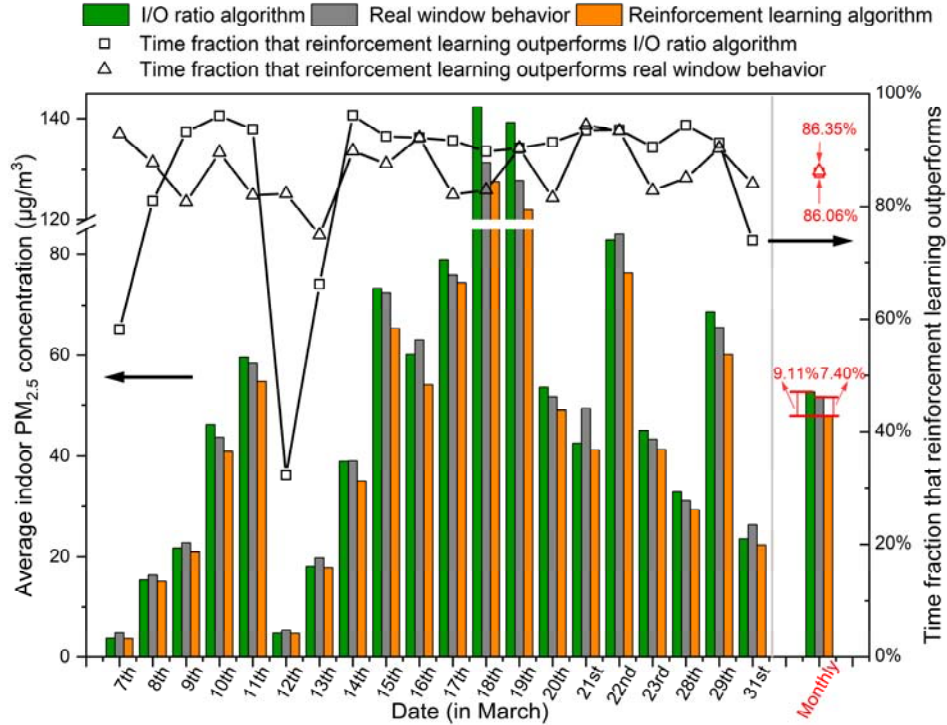 I/O ratio algorithm Real window behavior Reinforcement learning algorithm
Time fraction that reinforcement learning outperforms I/O ratio algorithm
Time fraction that reinforcement learning outperforms real window behavior
Average indoor PM2.5 concentration (μg/m³)
140
120
80
60
40
20
0
100%
80%
60%
40%
20%
0%
Time fraction that reinforcement learning outperforms
86.35%
86.06%
9.11% 7.40%
7th 8th 9th 10th 11th 12th 13th 14th 15th 16th 17th 18th 19th 20th 21st 22nd 23rd 28th 29th 31st Monthly
Date (in March)